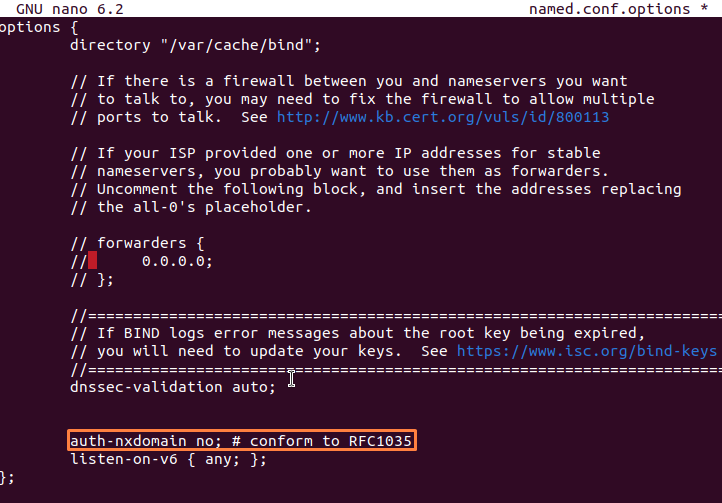 GNU nano 6.2 named.conf.options *
options {
directory "/var/cache/bind";
// If there is a firewall between you and nameservers you want
// to talk to, you may need to fix the firewall to allow multiple
// ports to talk.  See http://www.kb.cert.org/vuls/id/800113
// If your ISP provided one or more IP addresses for stable
// nameservers, you probably want to use them as forwarders.
// Uncomment the following block, and insert the addresses replacing
// the all-0's placeholder.
// forwarders {
//      0.0.0.0;
// };
//========================================================================
// If BIND logs error messages about the root key being expired,
// you will need to update your keys.  See https://www.isc.org/bind-keys
//========================================================================
dnssec-validation auto;
auth-nxdomain no; # conform to RFC1035
listen-on-v6 { any; };
};